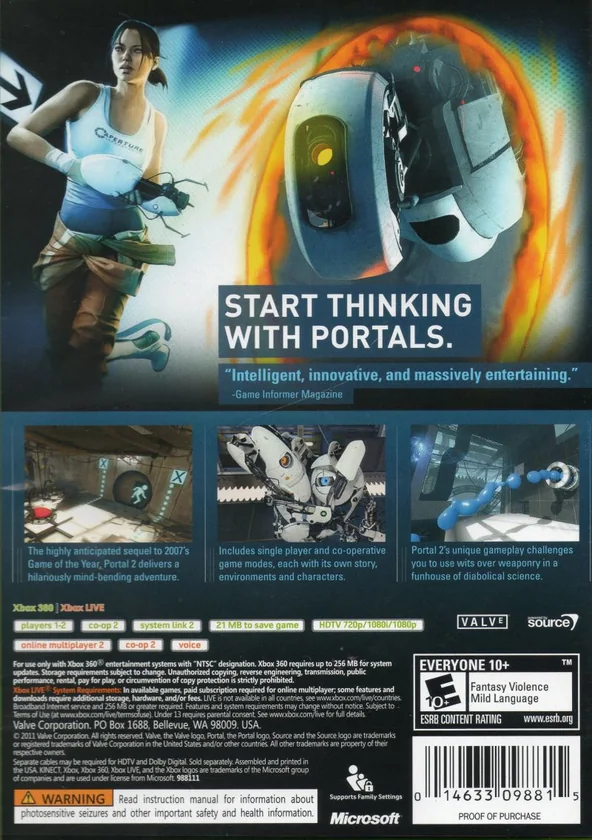 APERTURE
START THINKING
WITH PORTALS.
“Intelligent, innovative, and massively entertaining.”
-Game Informer Magazine
The highly anticipated sequel to 2007's
Game of the Year, Portal 2 delivers a
hilariously mind-bending adventure.
Includes single player and co-operative
game modes, each with its own story,
environments and characters.
Portal 2's unique gameplay challenges
you to use wits over weaponry in a
funhouse of diabolical science.
Xbox 360 | Xbox LIVE
players 1-2
co-op 2
system link 2
21 MB to save game
HDTV 720p/1080i/1080p
online multiplayer 2
co-op 2
voice
VALVE
source
For use only with Xbox 360® entertainment systems with "NTSC" designation. Xbox 360 requires up to 256 MB for system
updates. Storage requirements subject to change. Unauthorized copying, reverse engineering, transmission, public
performance, rental, pay for play, or circumvention of copy protection is strictly prohibited.
Xbox LIVE® System Requirements: In available games, paid subscription required for online multiplayer; some features and
downloads require additional storage, hardware, and/or fees. LIVE is not available in all countries, see www.xbox.com/live/countries.
Broadband Internet service and 256 MB or greater required. Features and system requirements may change without notice. Subject to
Terms of Use (at www.xbox.com/live/termsofuse). Under 13 requires parental consent. See www.xbox.com/live for full details.
Valve Corporation. PO Box 1688, Bellevue, WA 98009. USA.
© 2011 Valve Corporation. All rights reserved. Valve, the Valve logo, Portal, the Portal logo, Source and the Source logo are trademarks
or registered trademarks of Valve Corporation in the United States and/or other countries. All other trademarks are property of their
respective owners.
Separate cables may be required for HDTV and Dolby Digital. Sold separately. Assembled and printed in
the USA. KINECT, Xbox, Xbox 360, LIVE, and the Xbox logos are trademarks of the Microsoft group
of companies and are used under license from Microsoft. 988111
WARNING Read instruction manual for information about
photosensitive seizures and other important safety and health information.
Supports Family Settings
Microsoft
EVERYONE 10+ ™
E
10+
Fantasy Violence
Mild Language
ESRB CONTENT RATING www.esrb.org
0 14633 09881 5
PROOF OF PURCHASE